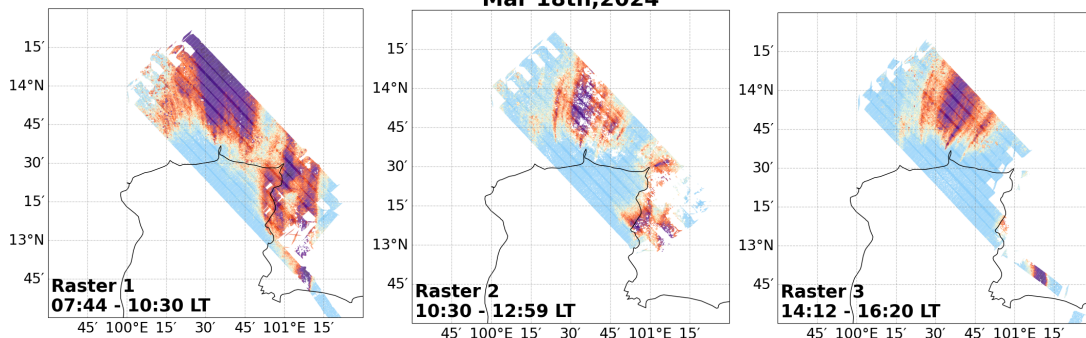 Mar 18th,2024
15′
14°N
45′
30′
15′
13°N
45′
Raster 1
07:44 - 10:30 LT
45′ 100°E 15′ 30′ 45′ 101°E 15′
15′
14°N
45′
30′
15′
13°N
45′
Raster 2
10:30 - 12:59 LT
45′ 100°E 15′ 30′ 45′ 101°E 15′
15′
14°N
45′
30′
15′
13°N
45′
Raster 3
14:12 - 16:20 LT
45′ 100°E 15′ 30′ 45′ 101°E 15′